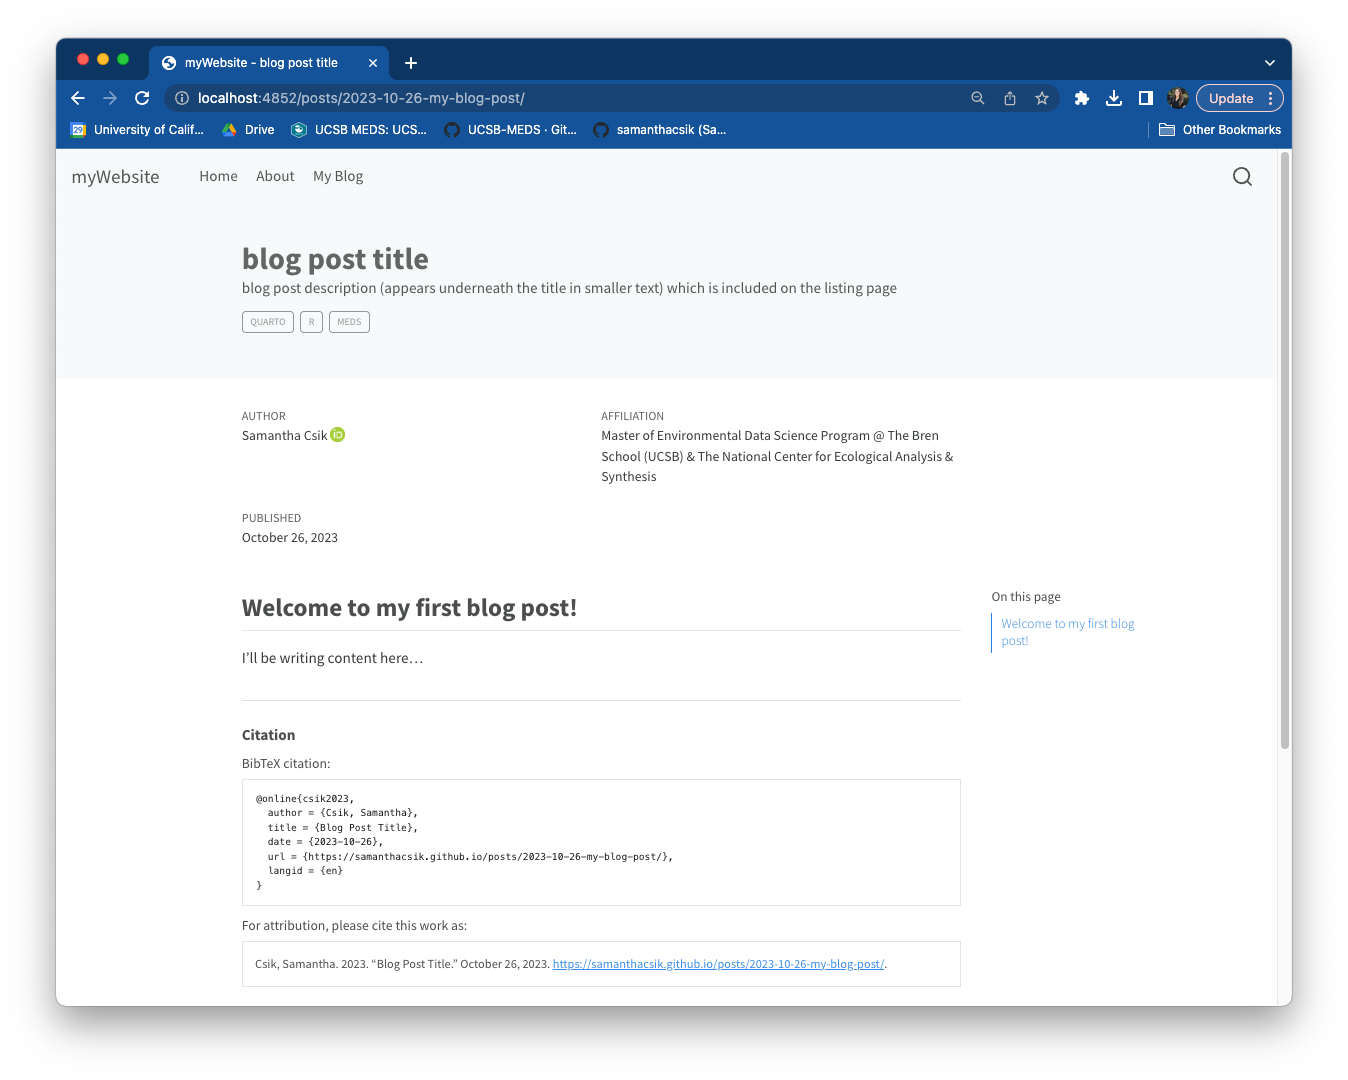 myWebsite - blog post title
localhost:4852/posts/2023-10-26-my-blog-post/
Update
29
University of Calif...
Drive
UCSB MEDS: UCS...
UCSB-MEDS · Git...
samanthacsik (Sa...
Other Bookmarks
myWebsite
Home
About
My Blog
blog post title
blog post description (appears underneath the title in smaller text) which is included on the listing page
QUARTO
R
MEDS
AUTHOR
Samantha Csik
iD
AFFILIATION
Master of Environmental Data Science Program @ The Bren
School (UCSB) & The National Center for Ecological Analysis &
Synthesis
PUBLISHED
October 26, 2023
Welcome to my first blog post!
I’ll be writing content here…
On this page
Welcome to my first blog
post!
Citation
BibTeX citation:
@online{csik2023,
  author = {Csik, Samantha},
  title = {Blog Post Title},
  date = {2023-10-26},
  url = {https://samanthacsik.github.io/posts/2023-10-26-my-blog-post/},
  langid = {en}
}
For attribution, please cite this work as:
Csik, Samantha. 2023. “Blog Post Title.” October 26, 2023. https://samanthacsik.github.io/posts/2023-10-26-my-blog-post/.